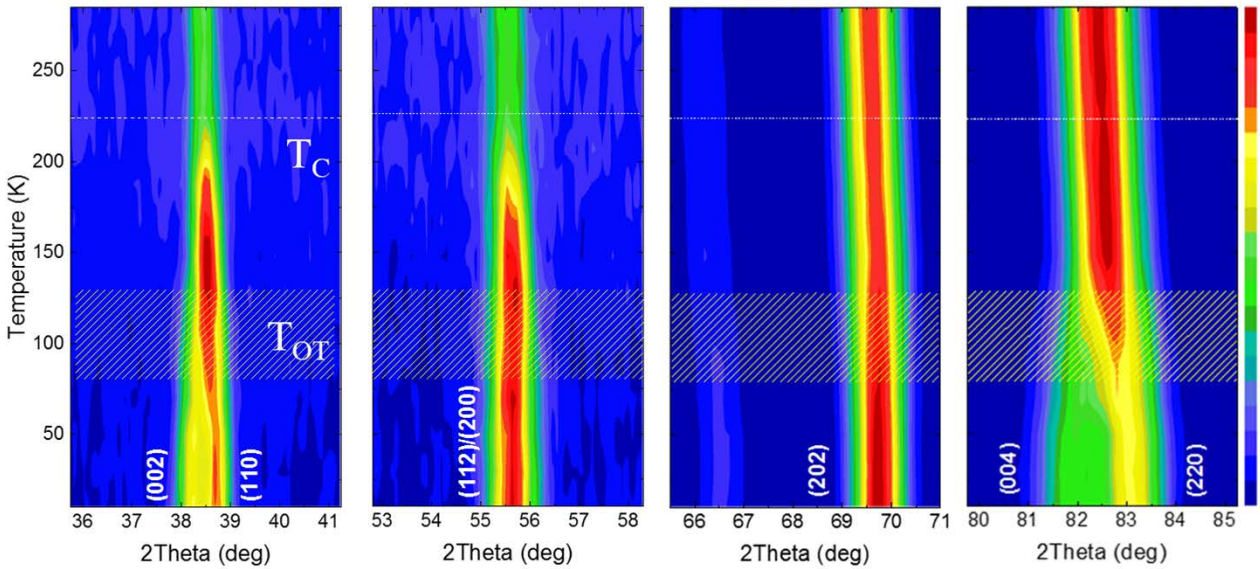 Temperature (K)
250
200
150
100
50
T_C
T_OT
(002)
(110)
(112)/(200)
(202)
(004)
(220)
36 37 38 39 40 41
53 54 55 56 57 58
66 67 68 69 70 71
80 81 82 83 84 85
2Theta (deg)
2Theta (deg)
2Theta (deg)
2Theta (deg)